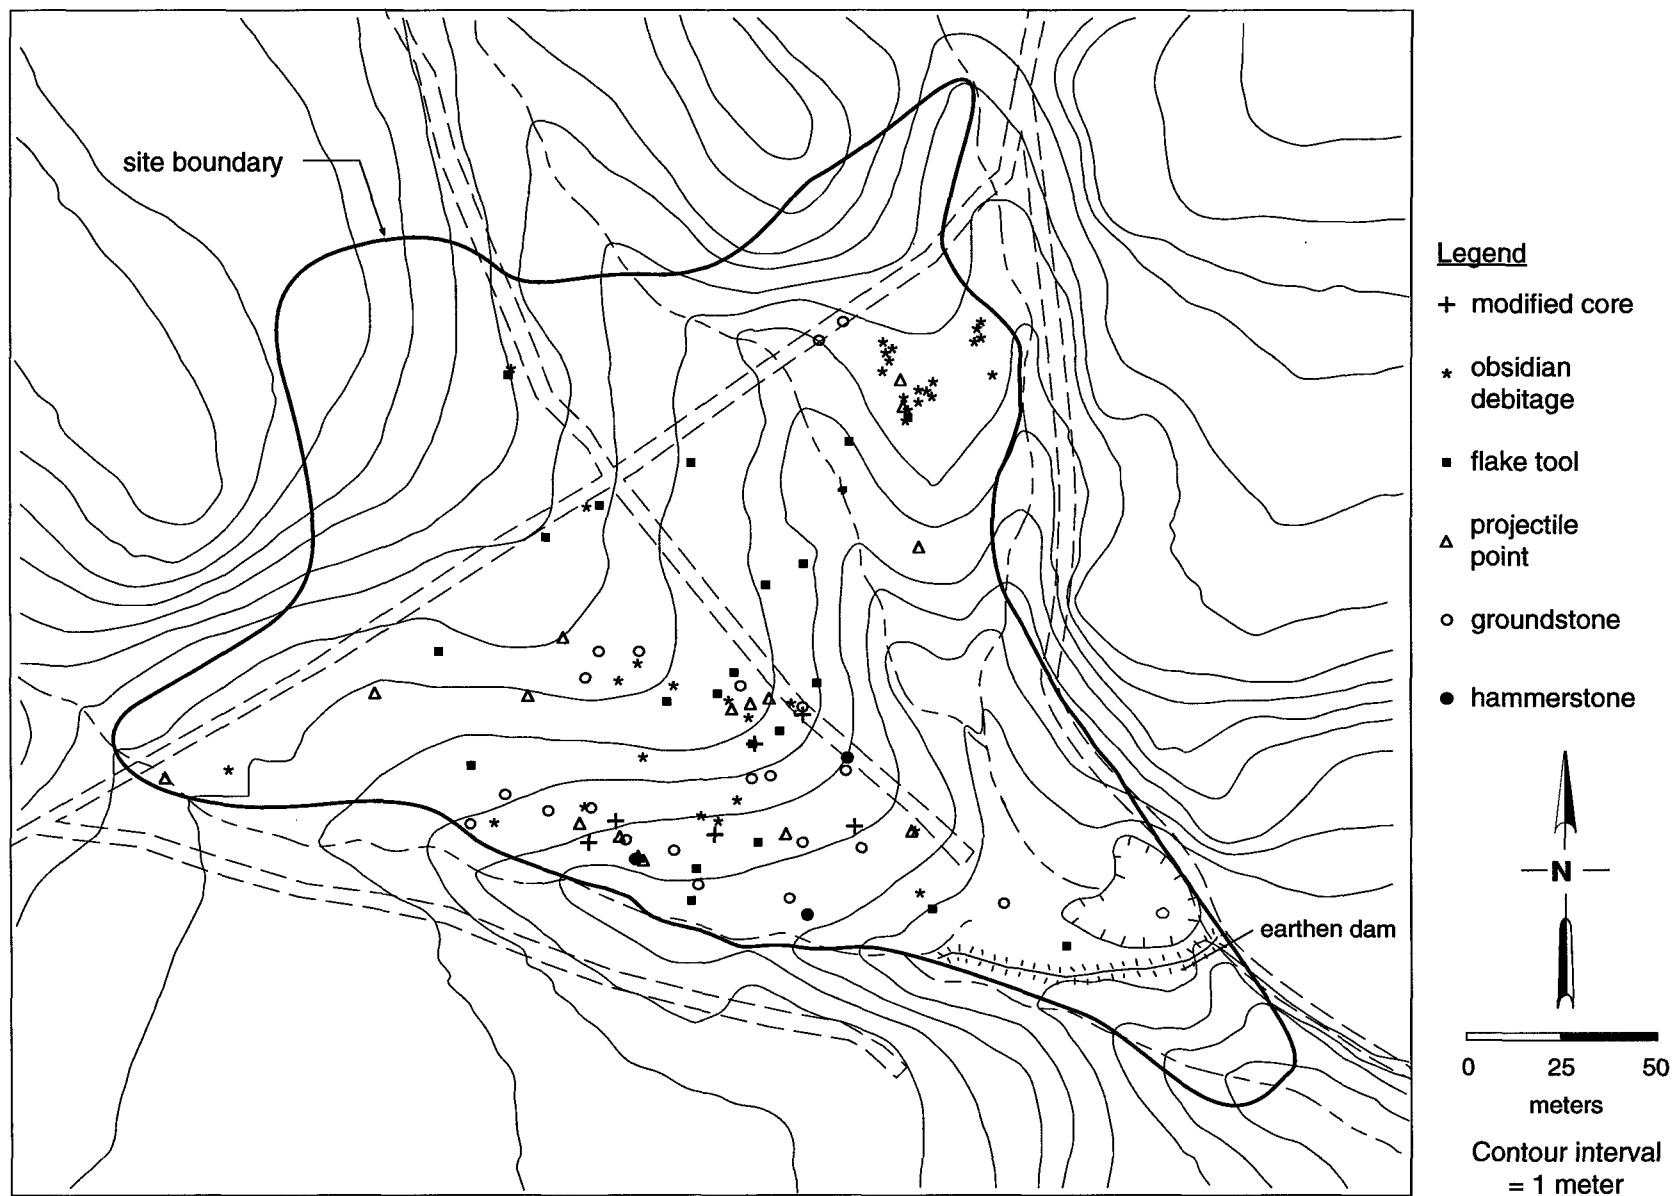 site boundary
earthen dam
Legend
+ modified core
* obsidian
debitage
■ flake tool
△ projectile
point
○ groundstone
● hammerstone
N
0 25 50
meters
Contour interval
= 1 meter